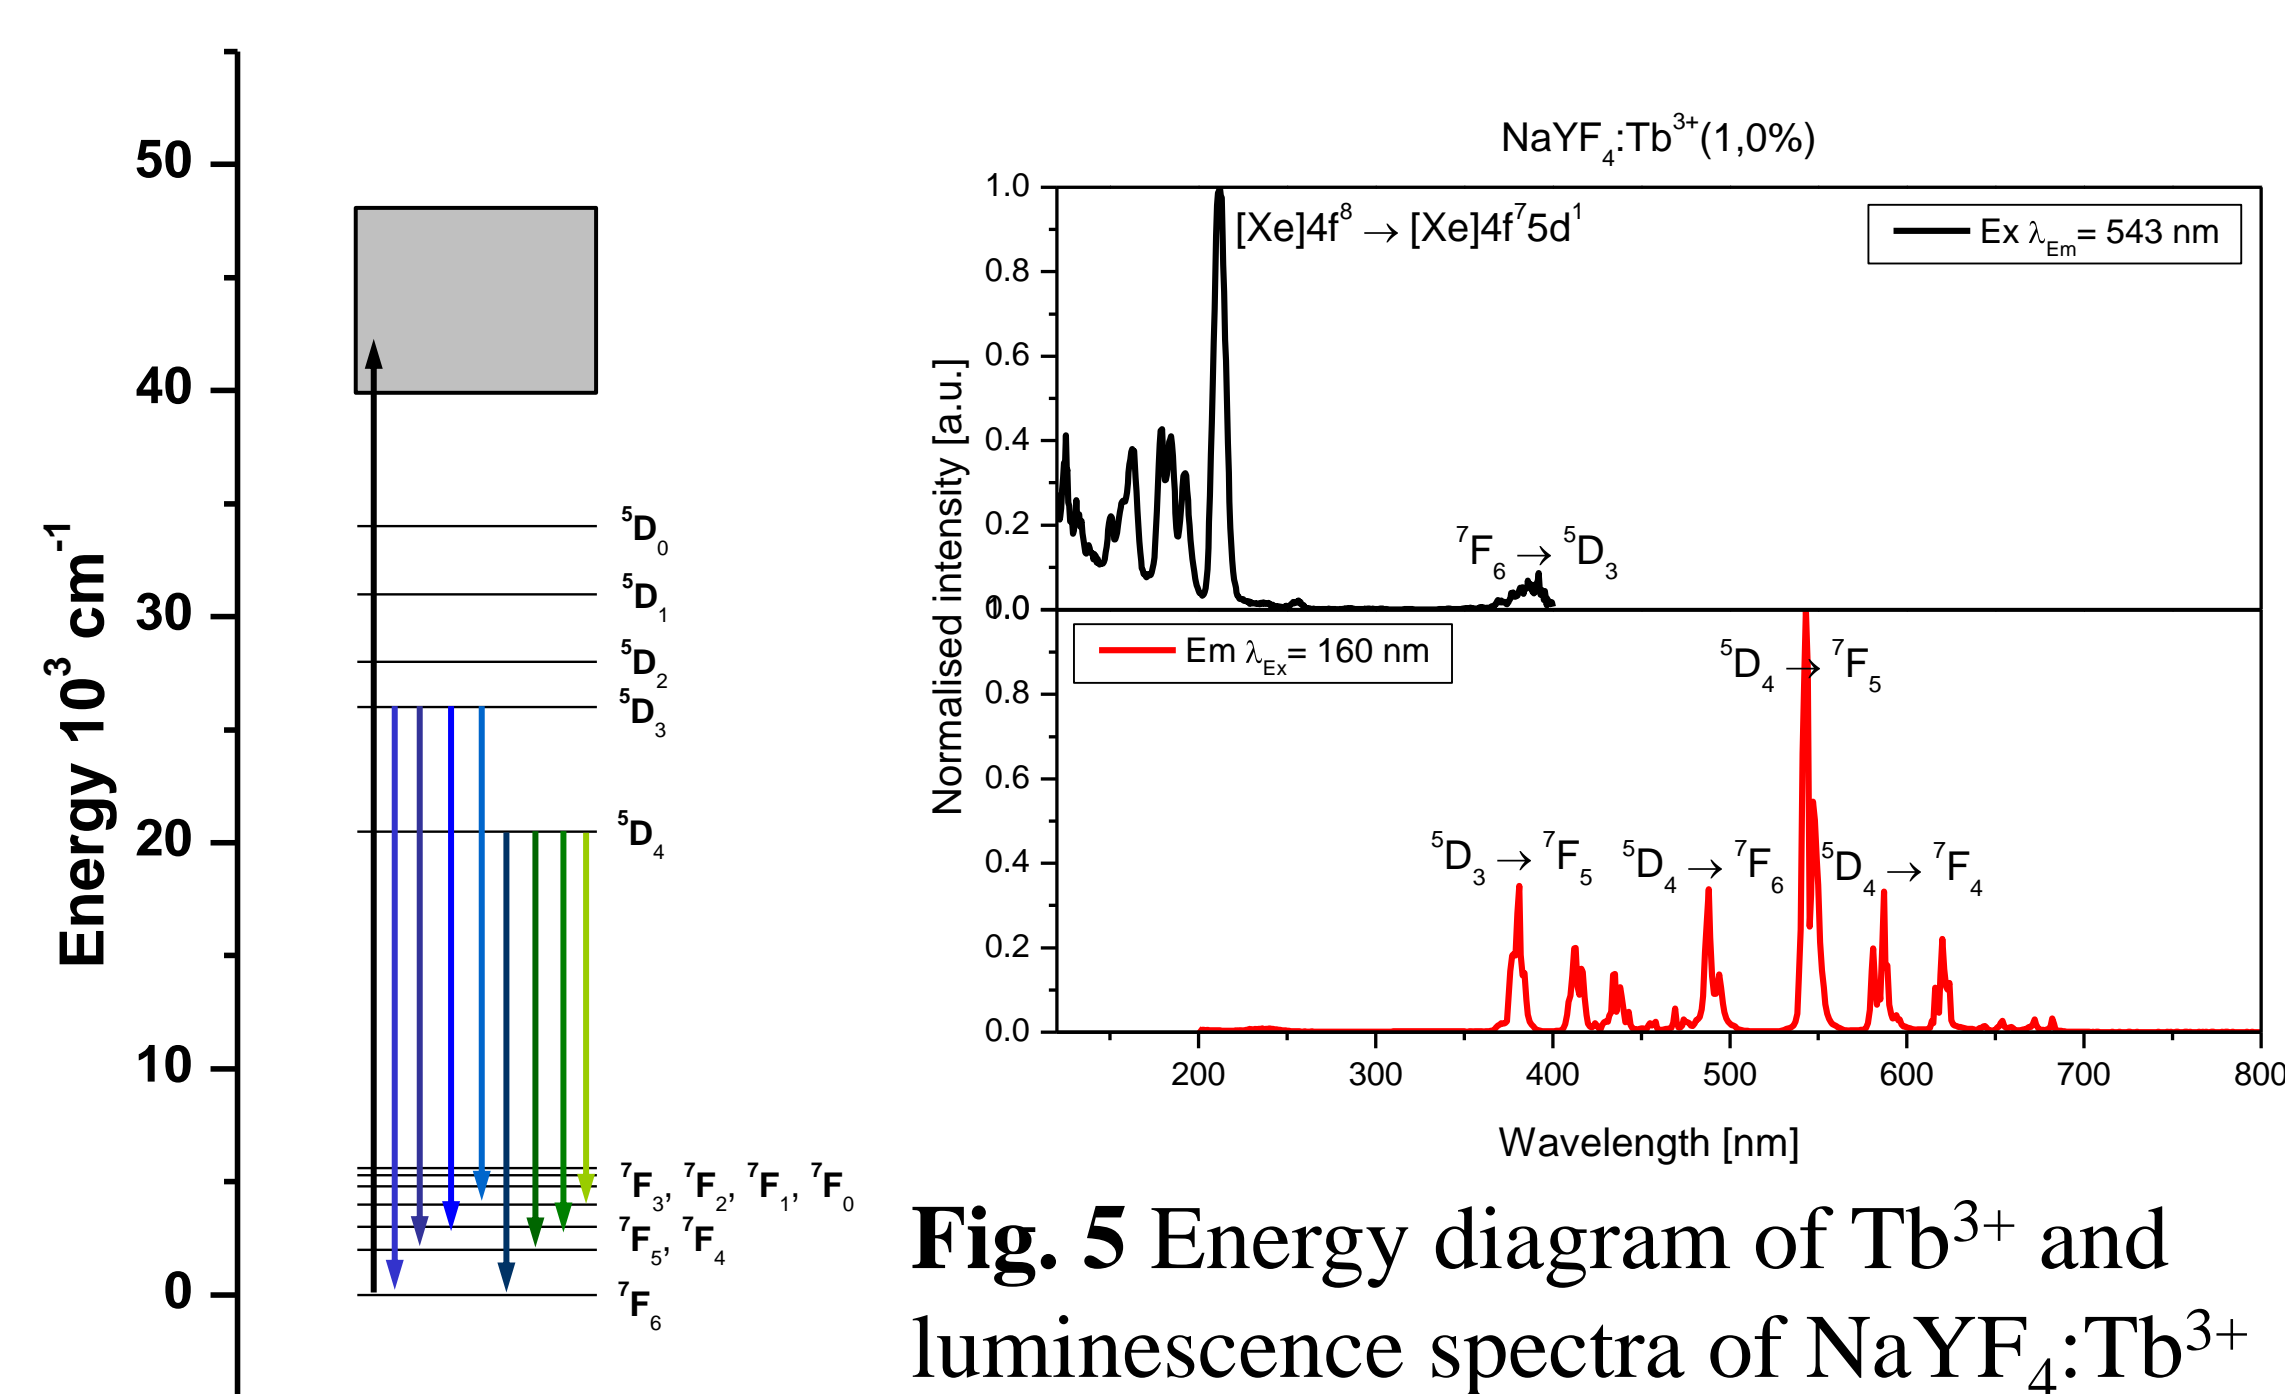 50
40
30
20
10
0
Energy 10³ cm⁻¹
⁵D₀
⁵D₁
⁵D₂
⁵D₃
⁵D₄
⁷F₃, ⁷F₂, ⁷F₁, ⁷F₀
⁷F₅, ⁷F₄
⁷F₆
NaYF₄:Tb³⁺(1,0%)
Normalised intensity [a.u.]
1.0
0.8
0.6
0.4
0.2
0.0
[Xe]4f⁸ → [Xe]4f⁷5d¹
Ex λEm= 543 nm
⁷F₆ → ⁵D₃
1.0
0.8
0.6
0.4
0.2
0.0
Em λEx= 160 nm
⁵D₄ → ⁷F₅
⁵D₃ → ⁷F₅
⁵D₄ → ⁷F₆
⁵D₄ → ⁷F₄
200 300 400 500 600 700 800
Wavelength [nm]
Fig. 5 Energy diagram of Tb³⁺ and
luminescence spectra of NaYF₄:Tb³⁺